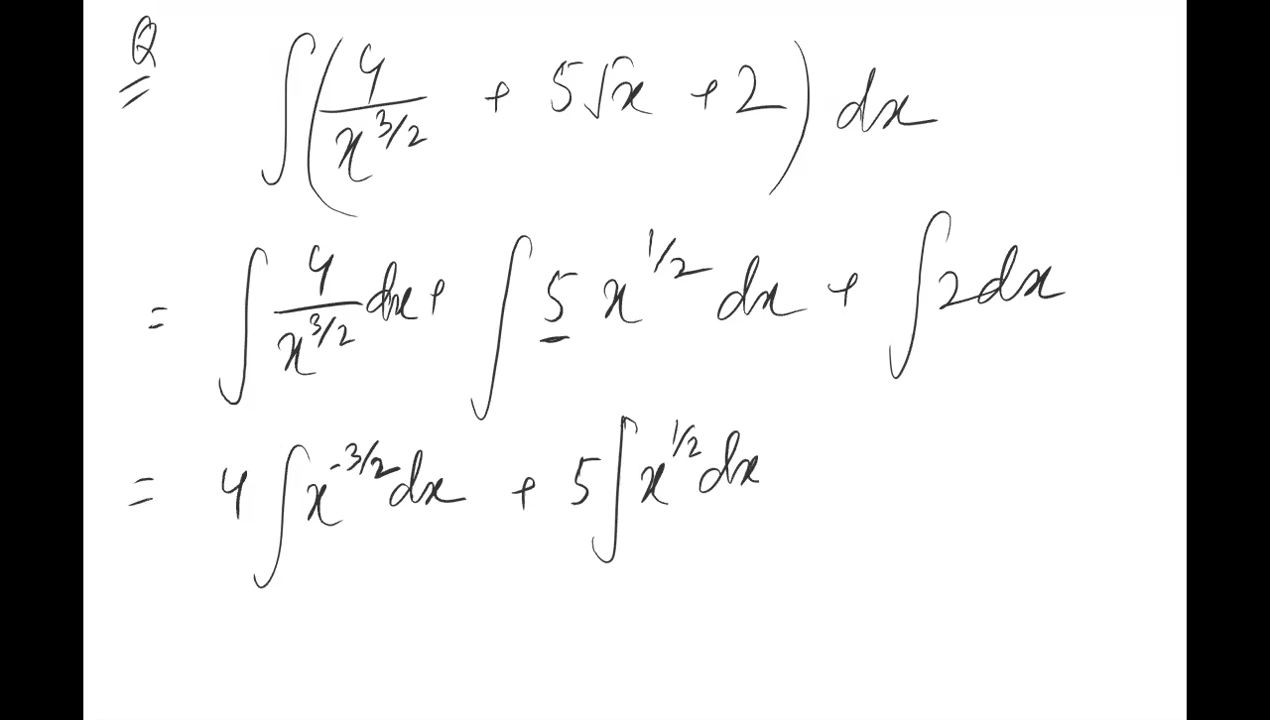 Q ∫(4/x^3/2 + 5√x + 2) dx
= ∫ 4/x^3/2 dx + ∫ 5 x^1/2 dx + ∫ 2 dx
= 4 ∫ x^-3/2 dx + 5 ∫ x^1/2 dx